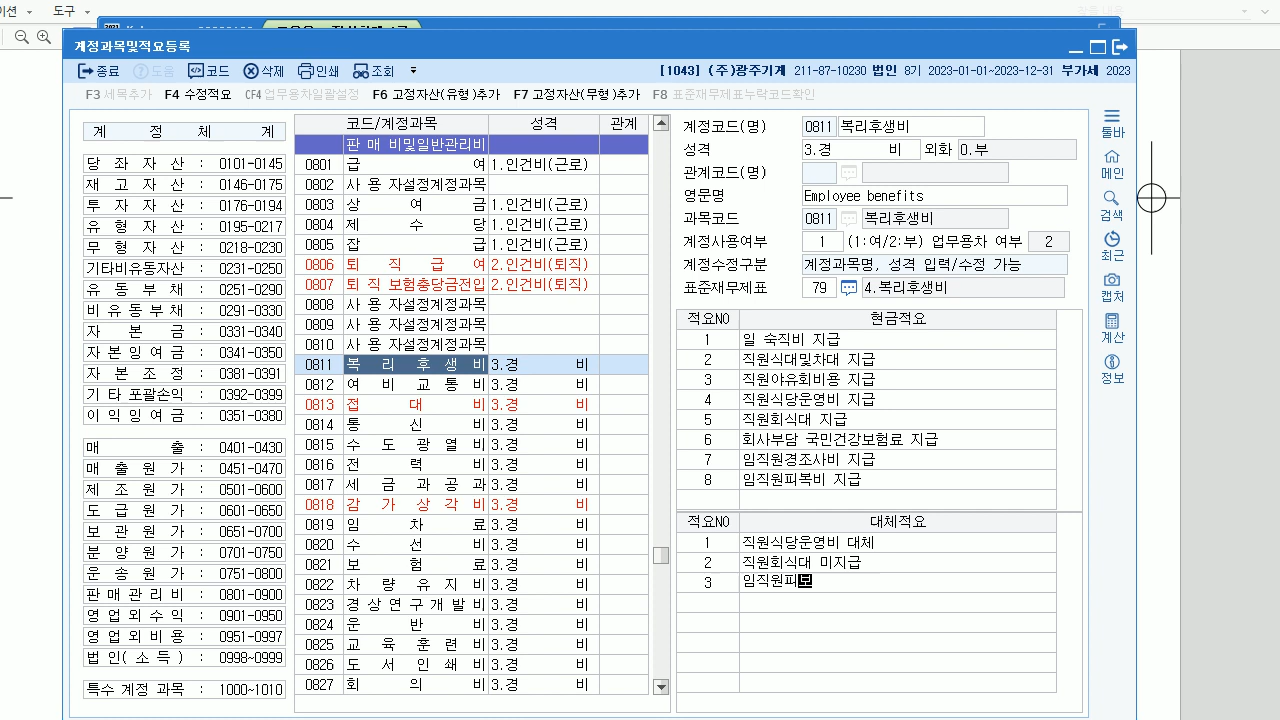 이션 도구
계정과목및적요등록
종료 도움 코드 삭제 인쇄 조회
[1043] (주)광주기계 211-87-10230 법인 8기 2023-01-01~2023-12-31 부가세 2023
F3 세목추가 F4 수정적요 CF4 업무용차일괄설정 F6 고정자산(유형)추가 F7 고정자산(무형)추가 F8 표준재무제표누락코드확인
계 정 체 계
당 좌 자 산 : 0101-0145
재 고 자 산 : 0146-0175
투 자 자 산 : 0176-0194
유 형 자 산 : 0195-0217
무 형 자 산 : 0218-0230
기타비유동자산 : 0231-0250
유 동 부 채 : 0251-0290
비 유 동 부 채 : 0291-0330
자 본 금 : 0331-0340
자 본 잉 여 금 : 0341-0350
자 본 조 정 : 0381-0391
기 타 포괄손익 : 0392-0399
이 익 잉 여 금 : 0351-0380
매 출 : 0401-0430
매 출 원 가 : 0451-0470
제 조 원 가 : 0501-0600
도 급 원 가 : 0601-0650
보 관 원 가 : 0651-0700
분 양 원 가 : 0701-0750
운 송 원 가 : 0751-0800
판 매 관 리 비 : 0801-0900
영 업 외 수 익 : 0901-0950
영 업 외 비 용 : 0951-0997
법 인( 소 득 ) : 0998-0999
특수 계정 과목 : 1000~1010
코드/계정과목 성격 관계
판 매 비및일반관리비
0801 급 여 1.인건비(근로)
0802 사 용 자설정계정과목
0803 상 여 금 1.인건비(근로)
0804 제 수 당 1.인건비(근로)
0805 잡 급 1.인건비(근로)
0806 퇴 직 급 여 2.인건비(퇴직)
0807 퇴 직 보험충당금전입 2.인건비(퇴직)
0808 사 용 자설정계정과목
0809 사 용 자설정계정과목
0810 사 용 자설정계정과목
0811 복 리 후 생 비 3.경 비
0812 여 비 교 통 비 3.경 비
0813 접 대 비 3.경 비
0814 통 신 비 3.경 비
0815 수 도 광 열 비 3.경 비
0816 전 력 비 3.경 비
0817 세 금 과 공 과 3.경 비
0818 감 가 상 각 비 3.경 비
0819 임 차 료 3.경 비
0820 수 선 비 3.경 비
0821 보 험 료 3.경 비
0822 차 량 유 지 비 3.경 비
0823 경 상 연 구 개 발 비 3.경 비
0824 운 반 비 3.경 비
0825 교 육 훈 련 비 3.경 비
0826 도 서 인 쇄 비 3.경 비
0827 회 의 비 3.경 비
계정코드(명) 0811 복리후생비
성격 3.경 비 외화 0.부
관계코드(명)
영문명 Employee benefits
과목코드 0811 복리후생비
계정사용여부 1 (1:여/2:부) 업무용차 여부 2
계정수정구분 계정과목명, 성격 입력/수정 가능
표준재무제표 79 4.복리후생비
적요NO 현금적요
1 일 숙직비 지급
2 직원식대및차대 지급
3 직원야유회비용 지급
4 직원식당운영비 지급
5 직원회식대 지급
6 회사부담 국민건강보험료 지급
7 임직원경조사비 지급
8 임직원피복비 지급
적요NO 대체적요
1 직원식당운영비 대체
2 직원회식대 미지급
3 임직원피보
툴바
메인
검색
최근
캡처
계산
정보